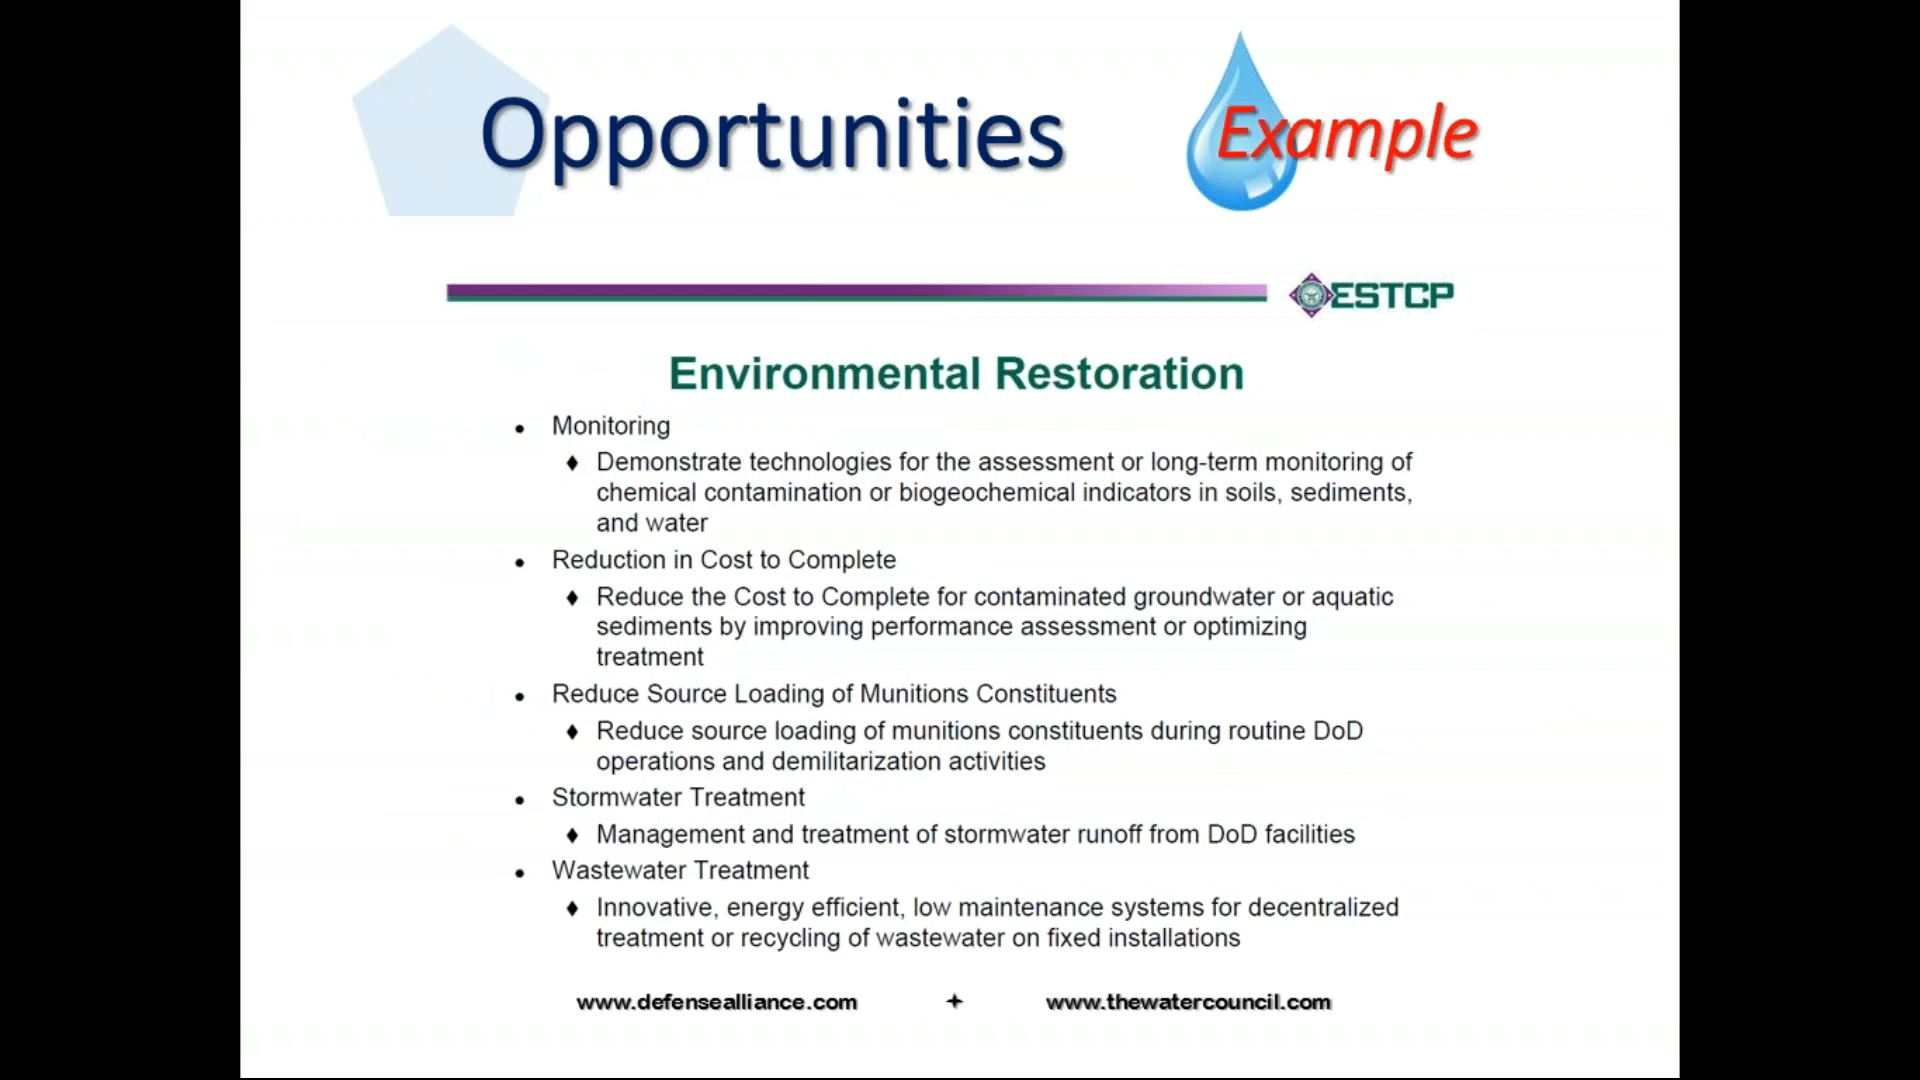 Opportunities
Example
ESTCP
Environmental Restoration
• Monitoring
♦ Demonstrate technologies for the assessment or long-term monitoring of
chemical contamination or biogeochemical indicators in soils, sediments,
and water
• Reduction in Cost to Complete
♦ Reduce the Cost to Complete for contaminated groundwater or aquatic
sediments by improving performance assessment or optimizing
treatment
• Reduce Source Loading of Munitions Constituents
♦ Reduce source loading of munitions constituents during routine DoD
operations and demilitarization activities
• Stormwater Treatment
♦ Management and treatment of stormwater runoff from DoD facilities
• Wastewater Treatment
♦ Innovative, energy efficient, low maintenance systems for decentralized
treatment or recycling of wastewater on fixed installations
www.defensealliance.com + www.thewatercouncil.com